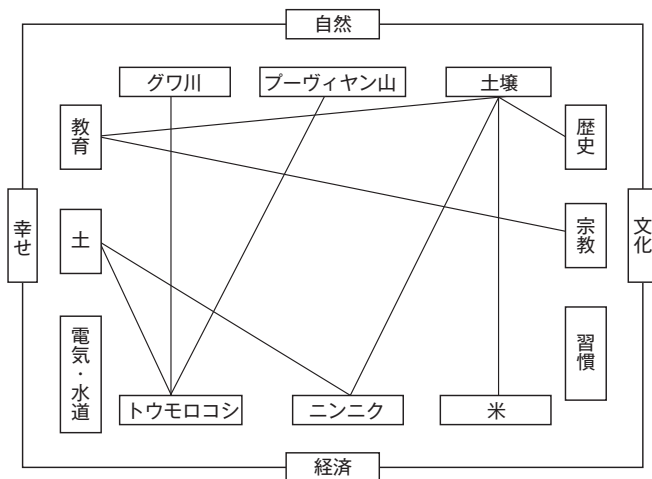 自然
グワ川
プーヴィヤン山
土壌
教育
歴史
幸せ
土
宗教
文化
電気・水道
習慣
トウモロコシ
ニンニク
米
経済